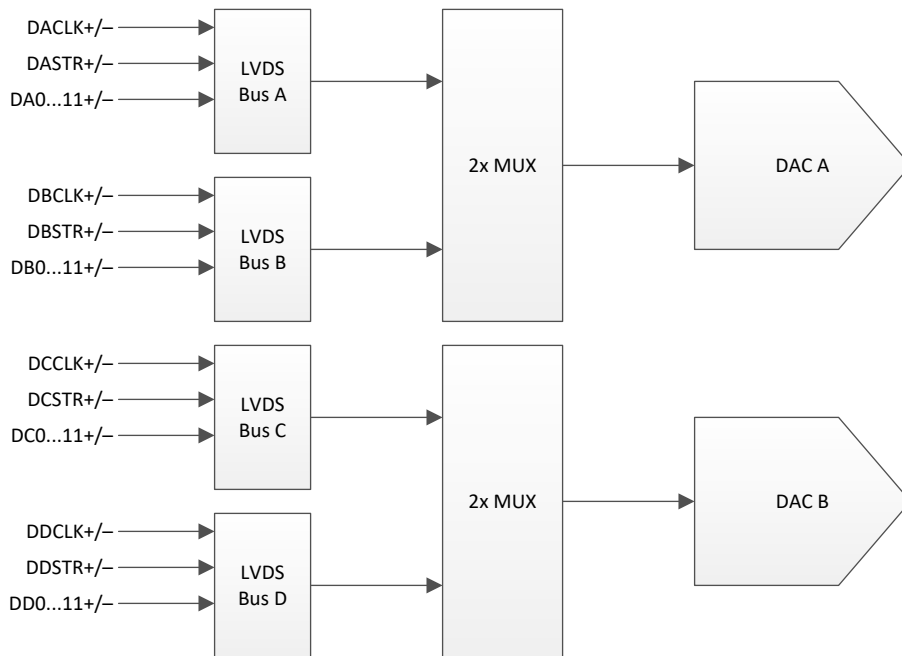 DACLK+/–
DASTR+/–
DA0...11+/–
LVDS
Bus A
DBCLK+/–
DBSTR+/–
DB0...11+/–
LVDS
Bus B
2x MUX
DAC A
DCCLK+/–
DCSTR+/–
DC0...11+/–
LVDS
Bus C
DDCLK+/–
DDSTR+/–
DD0...11+/–
LVDS
Bus D
2x MUX
DAC B